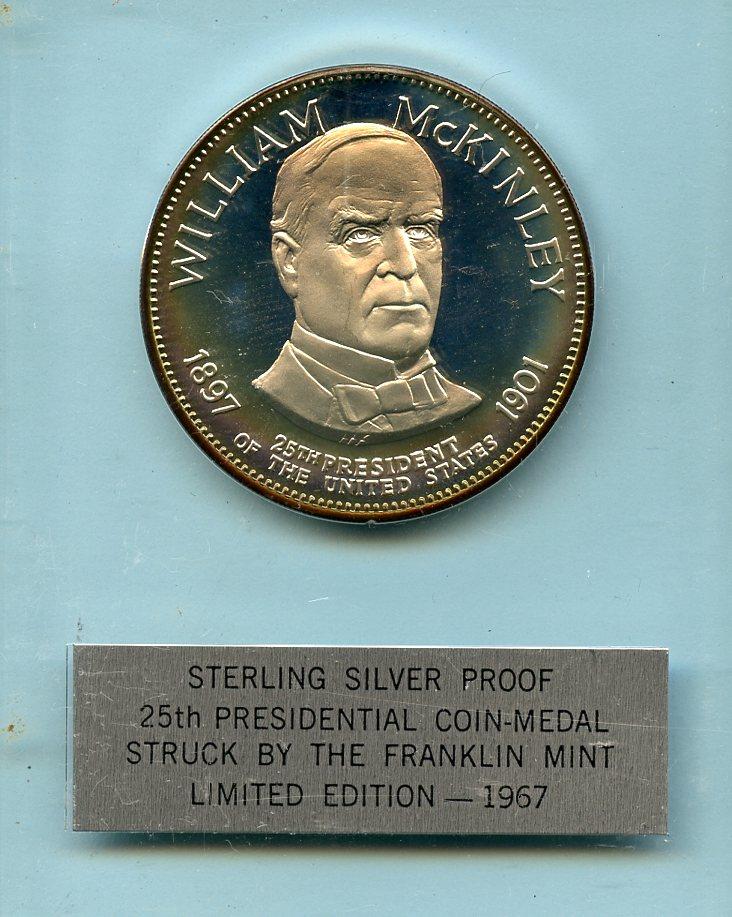 WILLIAM McKINLEY
1897 1901
25TH PRESIDENT
OF THE UNITED STATES
STERLING SILVER PROOF
25th PRESIDENTIAL COIN-MEDAL
STRUCK BY THE FRANKLIN MINT
LIMITED EDITION — 1967